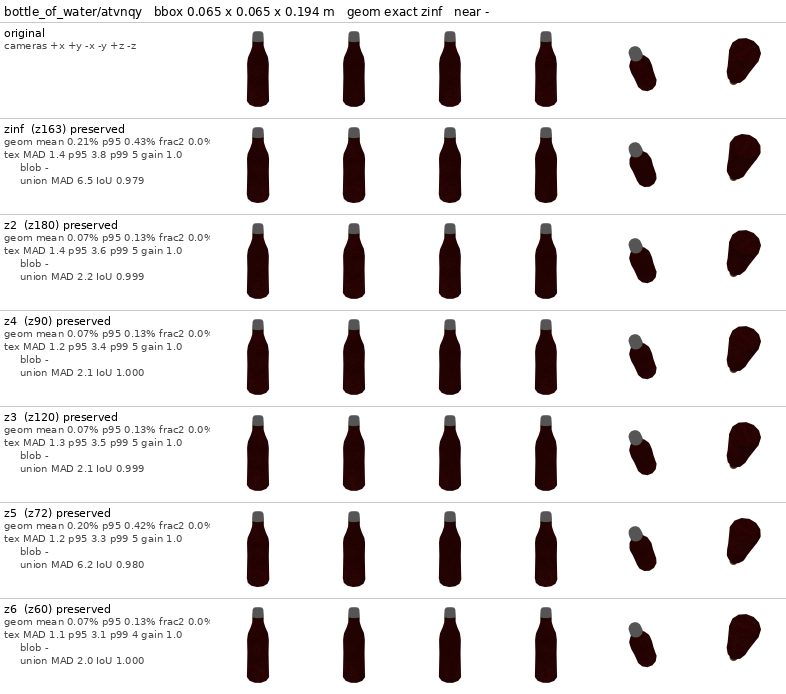 bottle_of_water/atvnqy bbox 0.065 x 0.065 x 0.194 m geom exact zinf near -
original
cameras +x +y -x -y +z -z
zinf (z163) preserved
geom mean 0.21% p95 0.43% frac2 0.0%
tex MAD 1.4 p95 3.8 p99 5 gain 1.0
blob -
union MAD 6.5 IoU 0.979
z2 (z180) preserved
geom mean 0.07% p95 0.13% frac2 0.0%
tex MAD 1.4 p95 3.6 p99 5 gain 1.0
blob -
union MAD 2.2 IoU 0.999
z4 (z90) preserved
geom mean 0.07% p95 0.13% frac2 0.0%
tex MAD 1.2 p95 3.4 p99 5 gain 1.0
blob -
union MAD 2.1 IoU 1.000
z3 (z120) preserved
geom mean 0.07% p95 0.13% frac2 0.0%
tex MAD 1.3 p95 3.5 p99 5 gain 1.0
blob -
union MAD 2.1 IoU 0.999
z5 (z72) preserved
geom mean 0.20% p95 0.42% frac2 0.0%
tex MAD 1.2 p95 3.3 p99 5 gain 1.0
blob -
union MAD 6.2 IoU 0.980
z6 (z60) preserved
geom mean 0.07% p95 0.13% frac2 0.0%
tex MAD 1.1 p95 3.1 p99 4 gain 1.0
blob -
union MAD 2.0 IoU 1.000